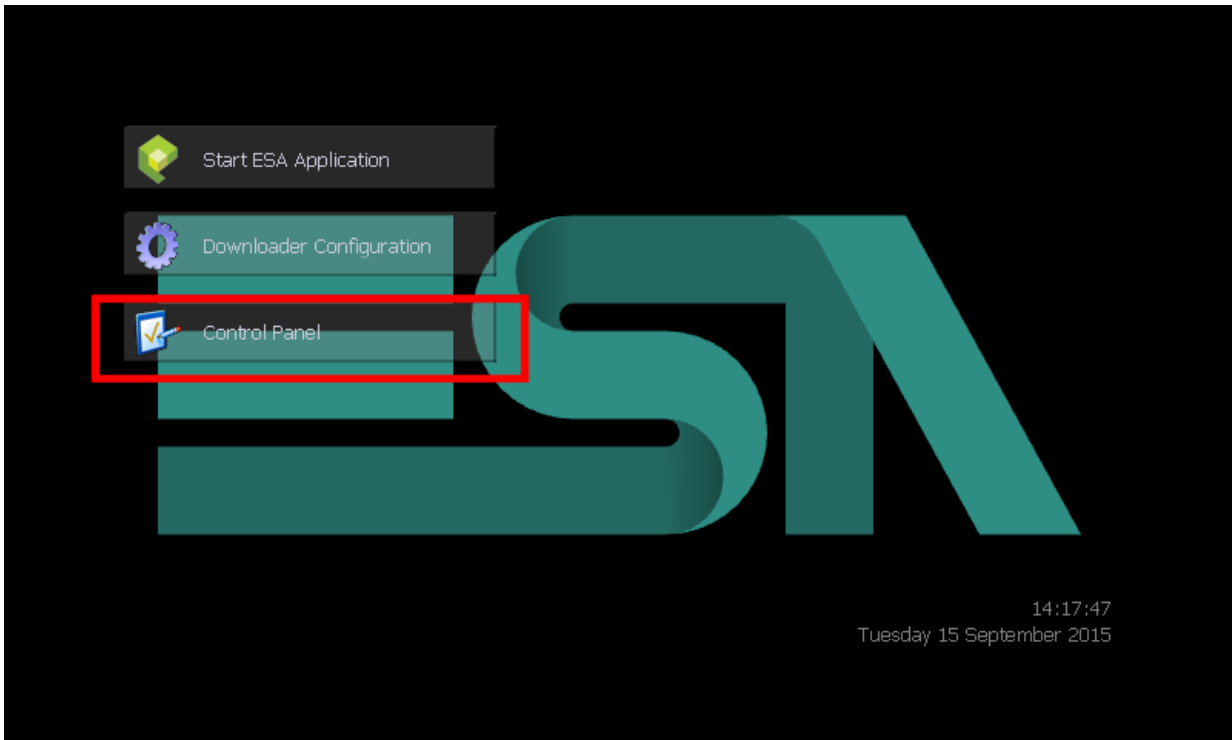 Start ESA Application
Downloader Configuration
Control Panel
ESA
14:17:47
Tuesday 15 September 2015